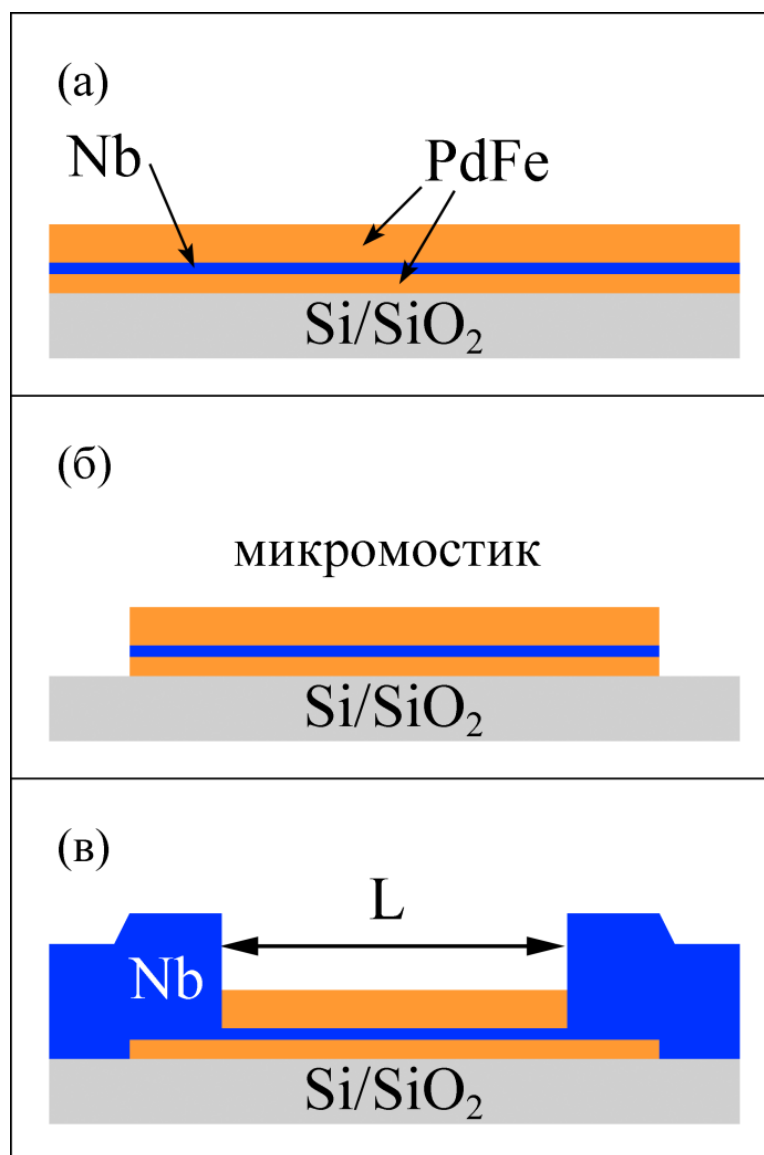 (а)
Nb
PdFe
Si/SiO₂
(б)
микромостик
Si/SiO₂
(в)
L
Nb
Si/SiO₂